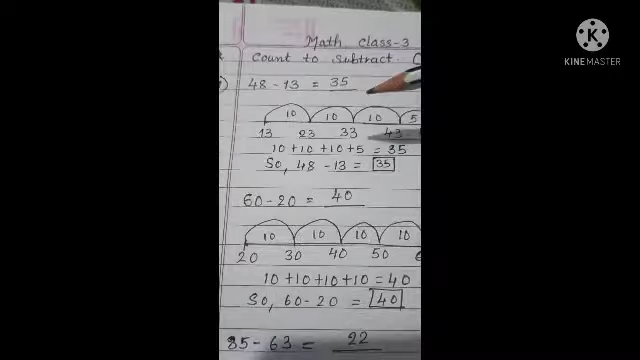 Math Class-3
Count to Subtract. (
48 - 13 = 35
10 10 10 5
13 23 33 43
10 + 10 + 10 + 5 = 35
So, 48 - 13 = 35
60 - 20 = 40
10 10 10 10
20 30 40 50 6
10 + 10 + 10 + 10 = 40
So, 60 - 20 = 40
85 - 63 = 22
KINEMASTER